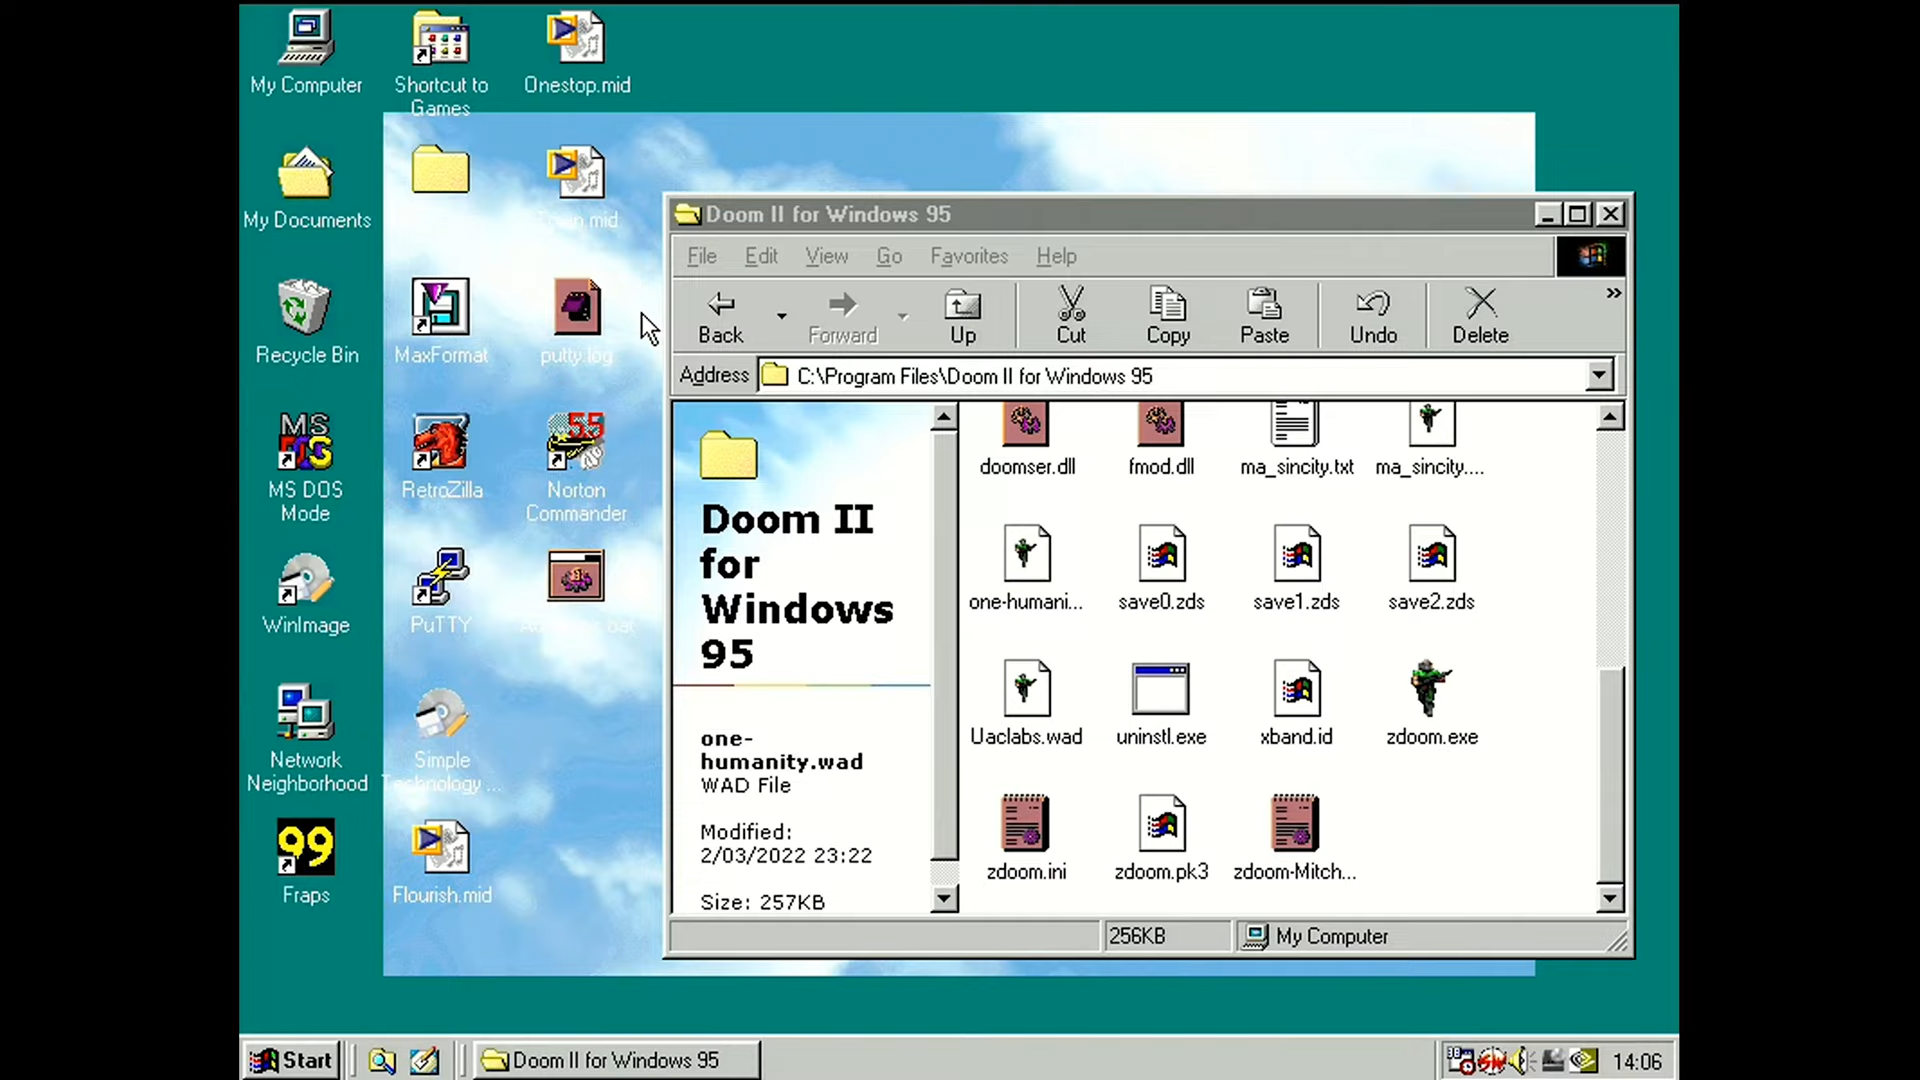 My Computer
Shortcut to
Games
Onestop.mid
My Documents
Recycle Bin
MaxFormat
putty.log
MS DOS
Mode
RetroZilla
Norton
Commander
WinImage
PuTTY
Network
Neighborhood
Simple
Technology ...
Fraps
99
Flourish.mid
Doom II for Windows 95
File Edit View Go Favorites Help
Back Forward Up Cut Copy Paste Undo Delete
Address C:\Program Files\Doom II for Windows 95
Doom II
for
Windows
95
one-
humanity.wad
WAD File
Modified:
2/03/2022 23:22
Size: 257KB
doomser.dll fmod.dll ma_sincity.txt ma_sincity....
one-humani... save0.zds save1.zds save2.zds
Uaclabs.wad uninstl.exe xband.id zdoom.exe
zdoom.ini zdoom.pk3 zdoom-Mitch...
256KB My Computer
Start Doom II for Windows 95 14:06